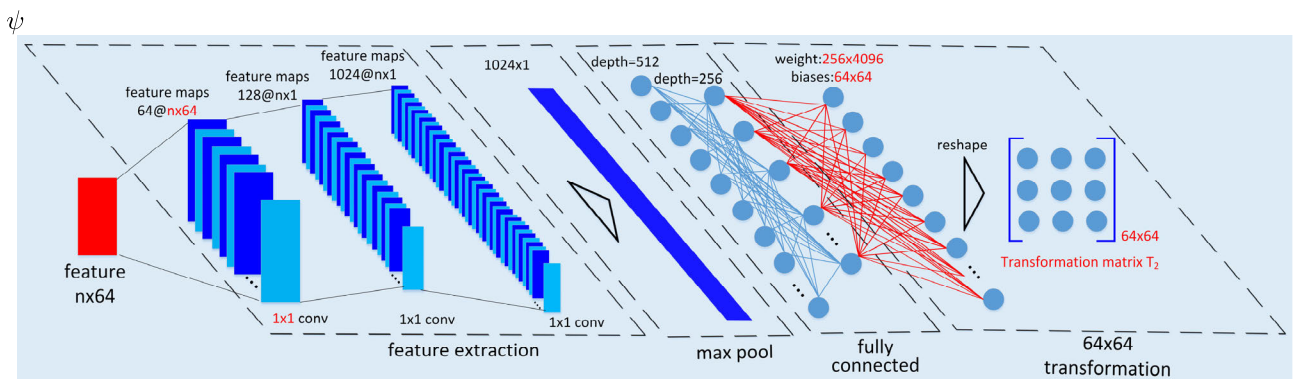 ψ
feature maps
64@nx64
feature maps
128@nx1
feature maps
1024@nx1
1024x1
depth=512
depth=256
weight:256x4096
biases:64x64
reshape
64x64
Transformation matrix T₂
feature
nx64
1x1 conv
1x1 conv
1x1 conv
feature extraction
max pool
fully
connected
64x64
transformation